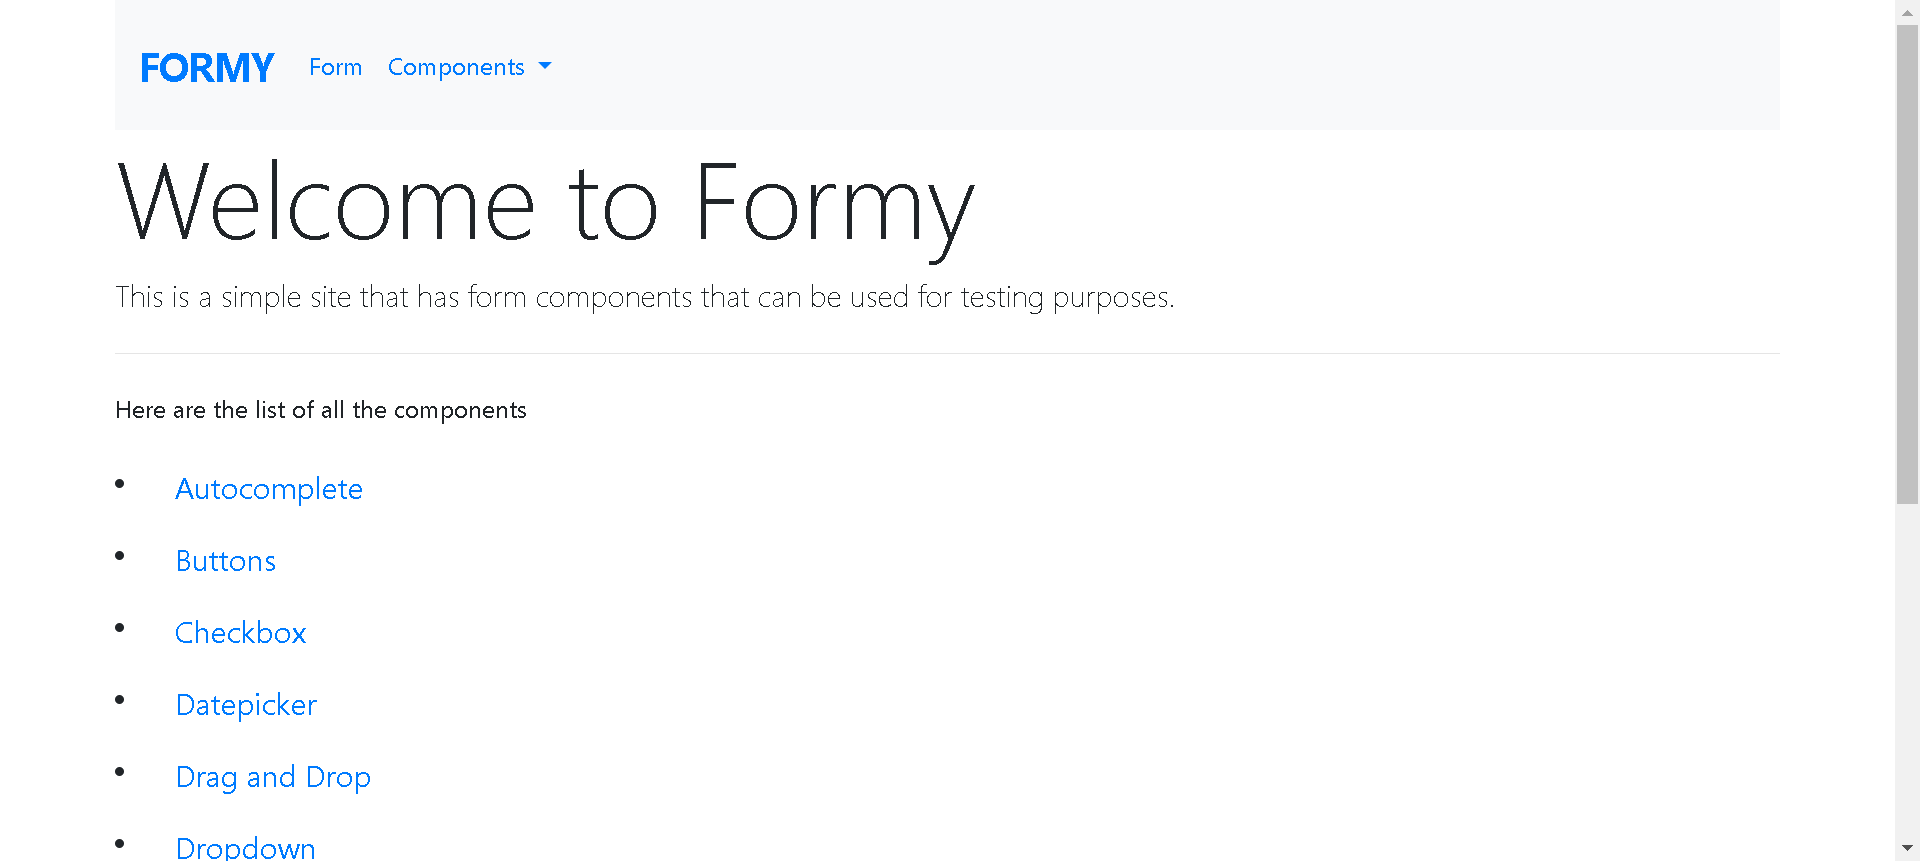 FORMY Form Components
Welcome to Formy
This is a simple site that has form components that can be used for testing purposes.
Here are the list of all the components
Autocomplete
Buttons
Checkbox
Datepicker
Drag and Drop
Dropdown